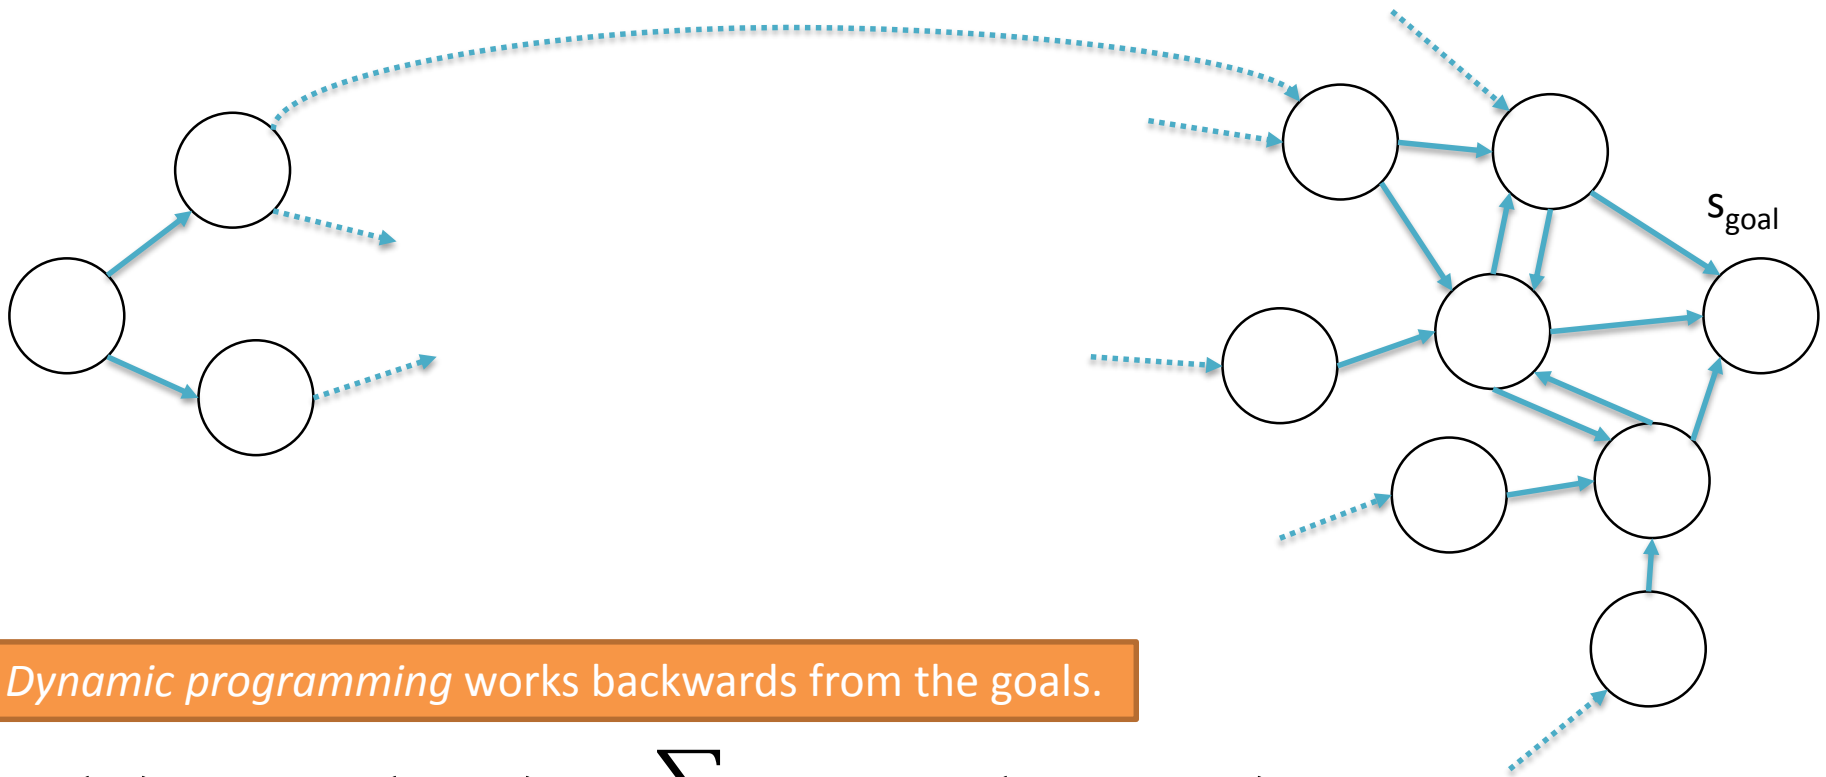 s_goal
Dynamic programming works backwards from the goals.
∑